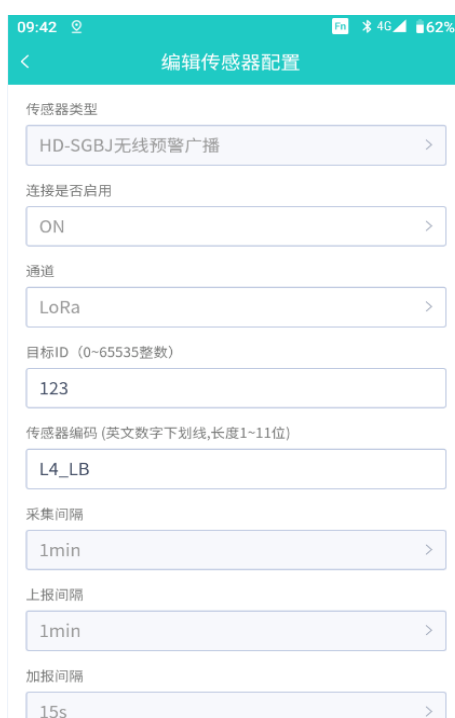 09:42 Fn 4G 62%
编辑传感器配置
传感器类型
HD-SGBJ无线预警广播
连接是否启用
ON
通道
LoRa
目标ID（0~65535整数）
123
传感器编码 (英文数字下划线,长度1~11位)
L4_LB
采集间隔
1min
上报间隔
1min
加报间隔
15s